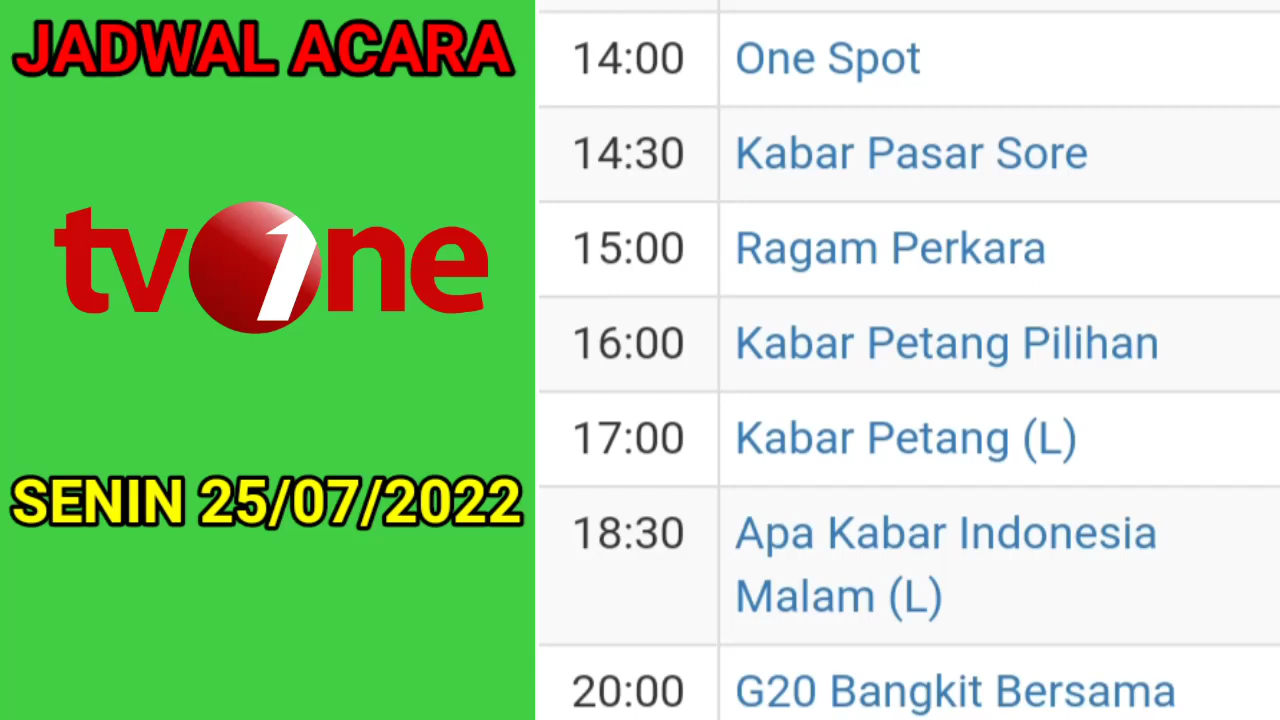 JADWAL ACARA
tvOne
SENIN 25/07/2022
14:00 One Spot
14:30 Kabar Pasar Sore
15:00 Ragam Perkara
16:00 Kabar Petang Pilihan
17:00 Kabar Petang (L)
18:30 Apa Kabar Indonesia
Malam (L)
20:00 G20 Bangkit Bersama